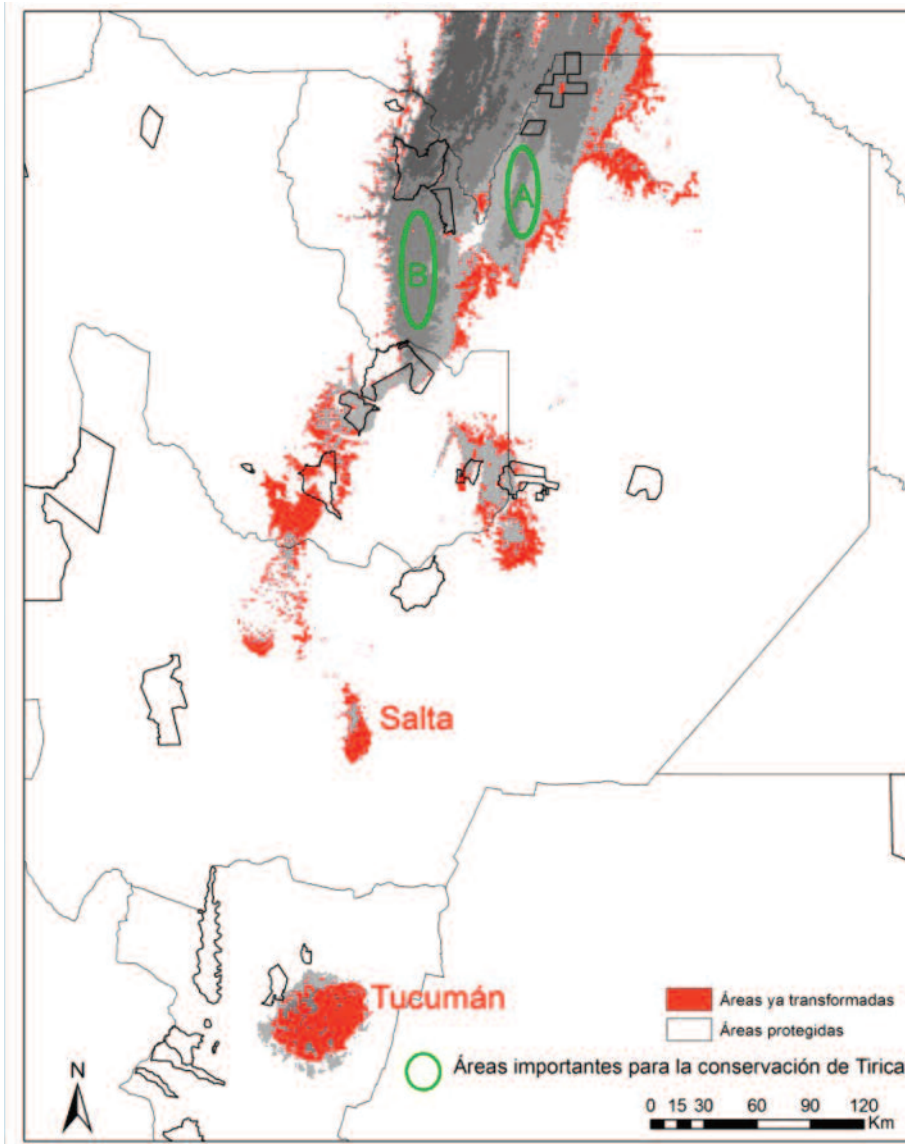 A
B
Salta
Tucumán
Áreas ya transformadas
Áreas protegidas
Áreas importantes para la conservación de Tirica
N
0 15 30 60 90 120
Km